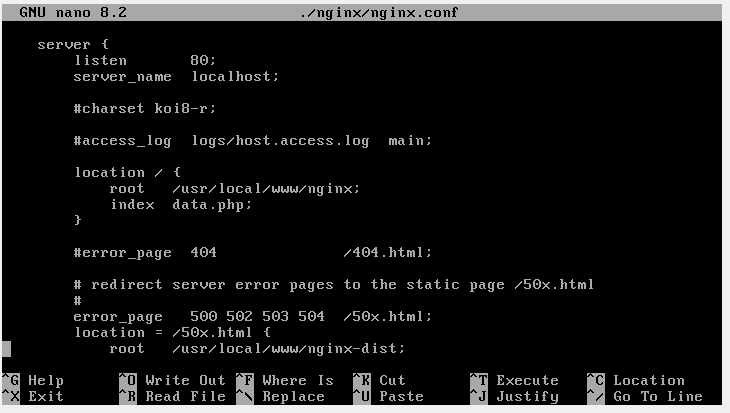 GNU nano 8.2 ./nginx/nginx.conf
server {
listen 80;
server_name localhost;
#charset koi8-r;
#access_log logs/host.access.log main;
location / {
root /usr/local/www/nginx;
index data.php;
}
#error_page 404 /404.html;
# redirect server error pages to the static page /50x.html
#
error_page 500 502 503 504 /50x.html;
location = /50x.html {
root /usr/local/www/nginx-dist;
^G Help ^O Write Out ^F Where Is ^K Cut ^T Execute ^C Location
^X Exit ^R Read File ^\ Replace ^U Paste ^J Justify ^/ Go To Line